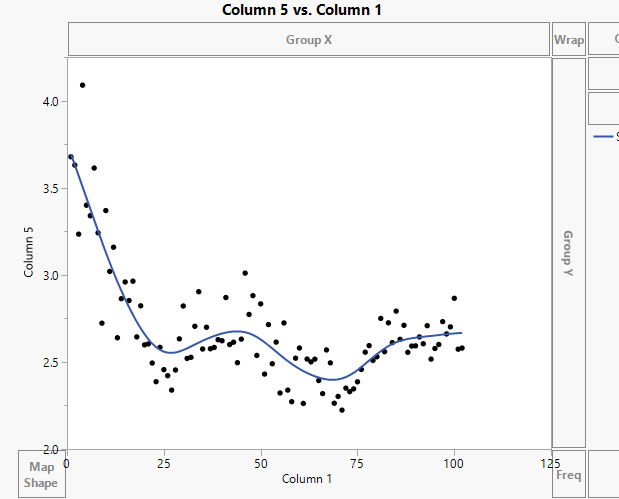 Column 5 vs. Column 1
Group X
Wrap
4.0
3.5
3.0
2.5
2.0
Column 5
Group Y
Map
Shape
0 25 50 75 100 125
Column 1
Freq